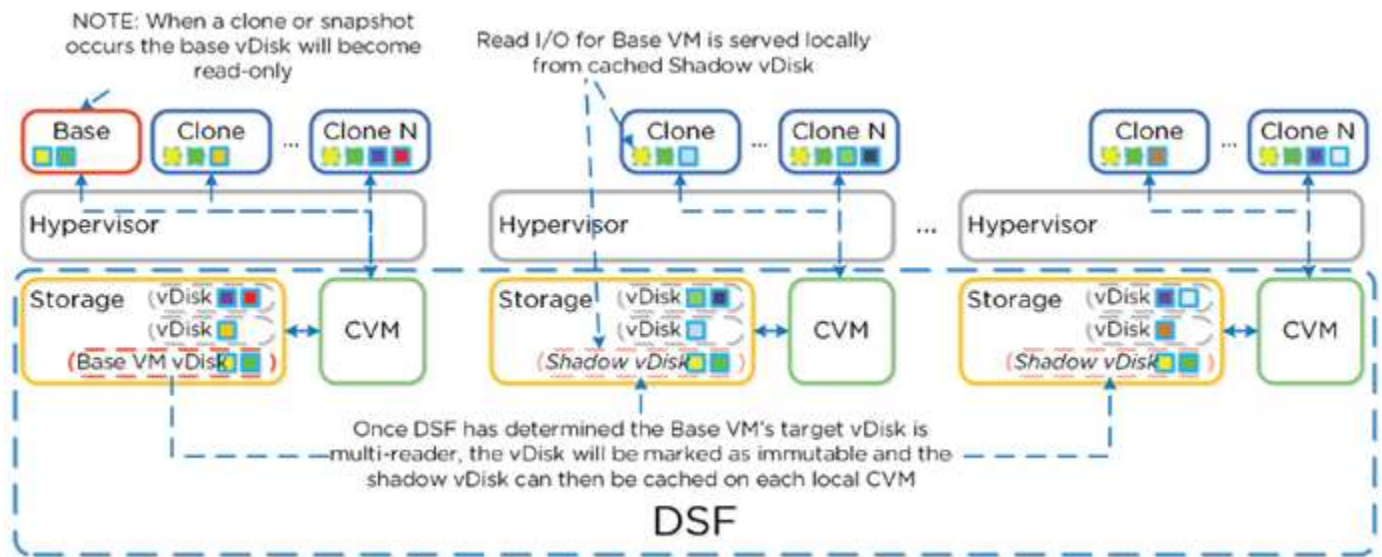 NOTE: When a clone or snapshot
occurs the base vDisk will become
read-only
Read I/O for Base VM is served locally
from cached Shadow vDisk
Base
Clone
...
Clone N
Clone
...
Clone N
Clone
...
Clone N
Hypervisor
Hypervisor
...
Hypervisor
Storage
(vDisk )
(vDisk )
(Base VM vDisk )
CVM
Storage
(vDisk )
(vDisk )
(Shadow vDisk )
CVM
Storage
(vDisk )
(vDisk )
(Shadow vDisk )
CVM
Once DSF has determined the Base VM's target vDisk is
multi-reader, the vDisk will be marked as immutable and the
shadow vDisk can then be cached on each local CVM
DSF